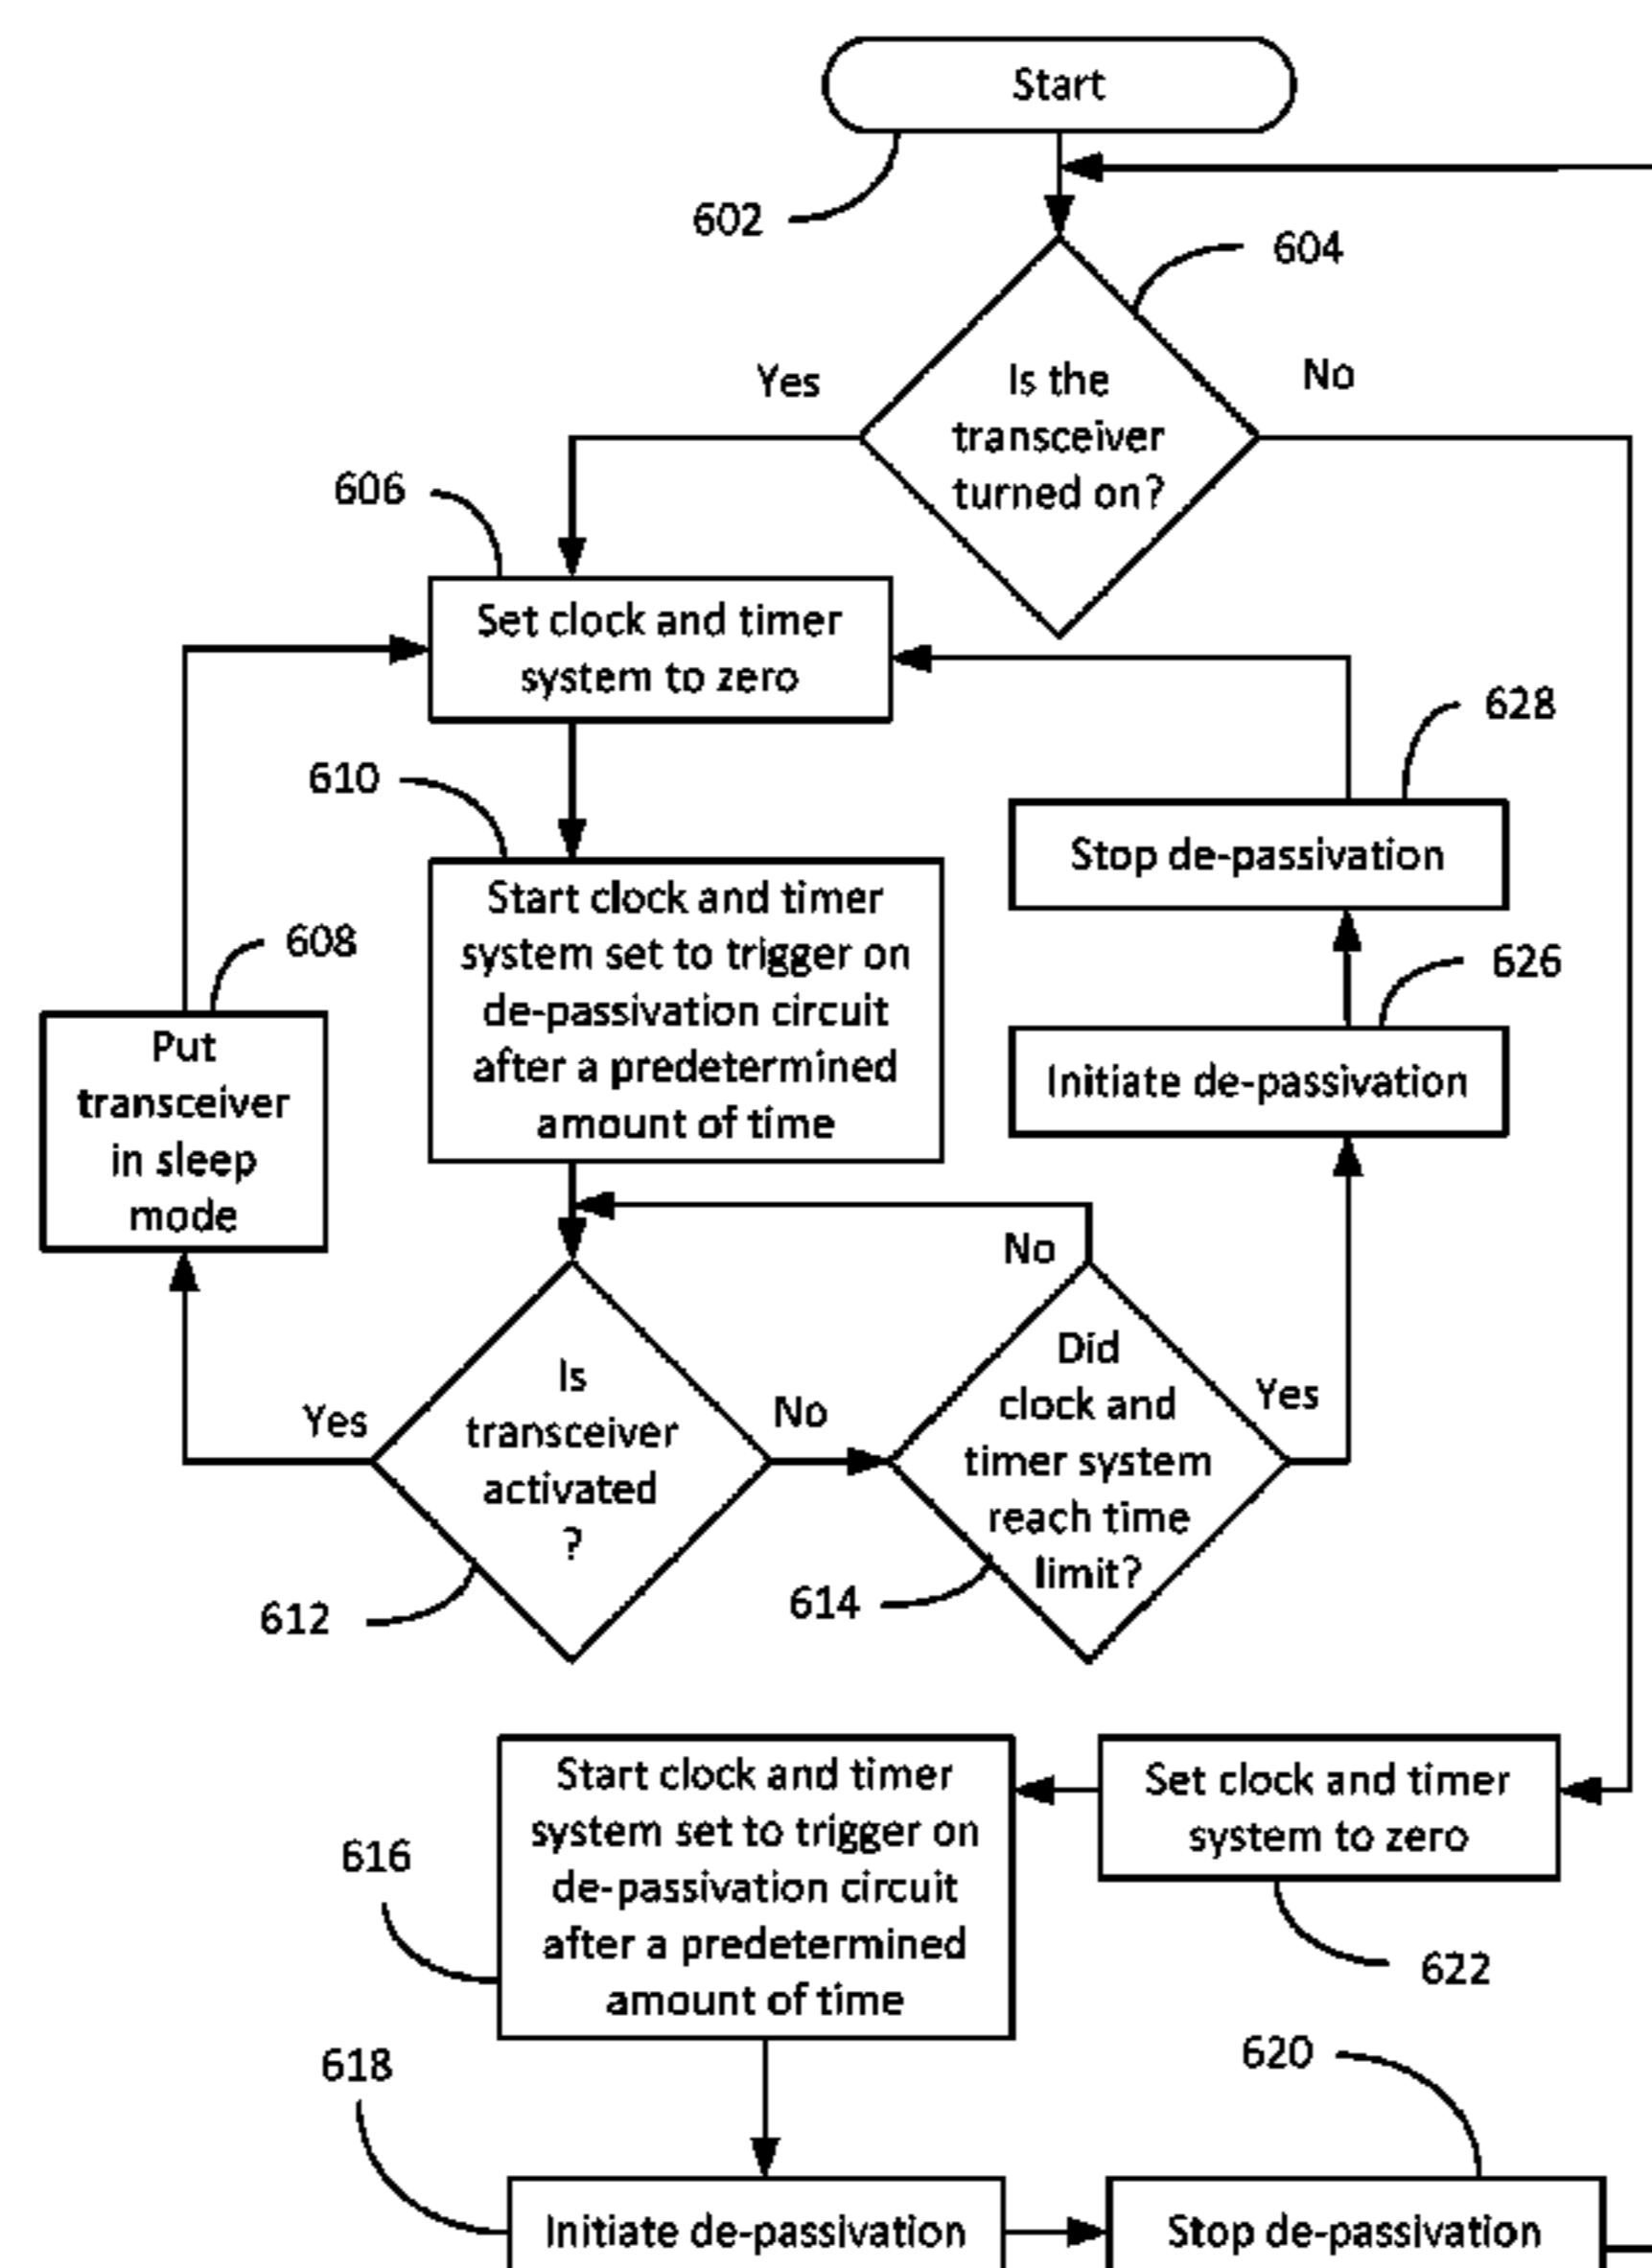 Start
602
604
Is the
transceiver
turned on?
Yes
No
606
Set clock and timer
system to zero
628
610
Stop de-passivation
Start clock and timer
system set to trigger on
de-passivation circuit
after a predetermined
amount of time
608
626
Put
transceiver
in sleep
mode
Initiate de-passivation
No
Is
transceiver
activated
?
Yes
No
Did
clock and
timer system
reach time
limit?
Yes
612
614
Start clock and timer
system set to trigger on
de-passivation circuit
after a predetermined
amount of time
Set clock and timer
system to zero
616
622
618
620
Initiate de-passivation
Stop de-passivation